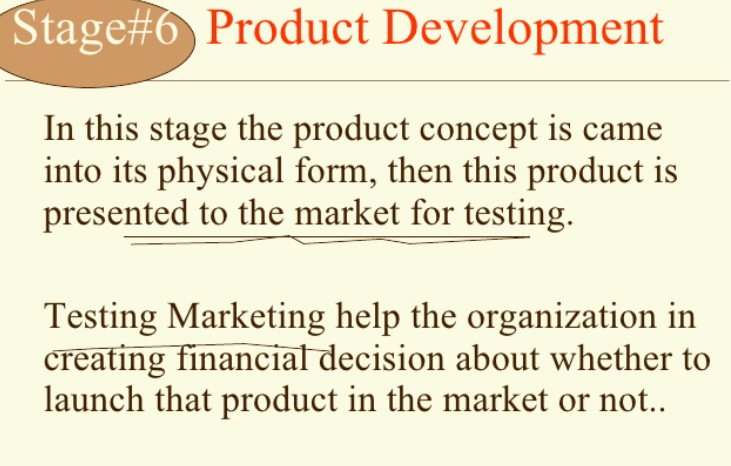 Stage#6 Product Development
In this stage the product concept is came
into its physical form, then this product is
presented to the market for testing.
Testing Marketing help the organization in
creating financial decision about whether to
launch that product in the market or not..